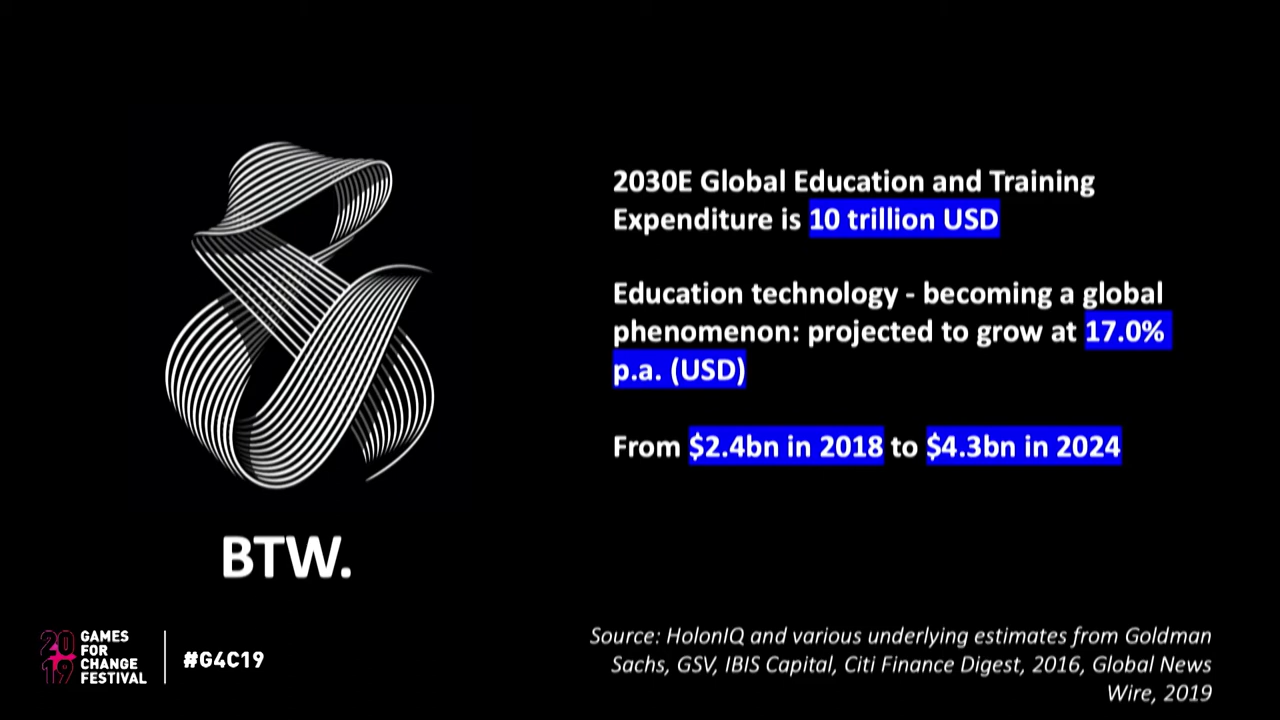 2030E Global Education and Training
Expenditure is 10 trillion USD
Education technology - becoming a global
phenomenon: projected to grow at 17.0%
p.a. (USD)
From $2.4bn in 2018 to $4.3bn in 2024
BTW.
2019
GAMES
FOR
CHANGE
FESTIVAL
#G4C19
Source: HolonIQ and various underlying estimates from Goldman
Sachs, GSV, IBIS Capital, Citi Finance Digest, 2016, Global News
Wire, 2019